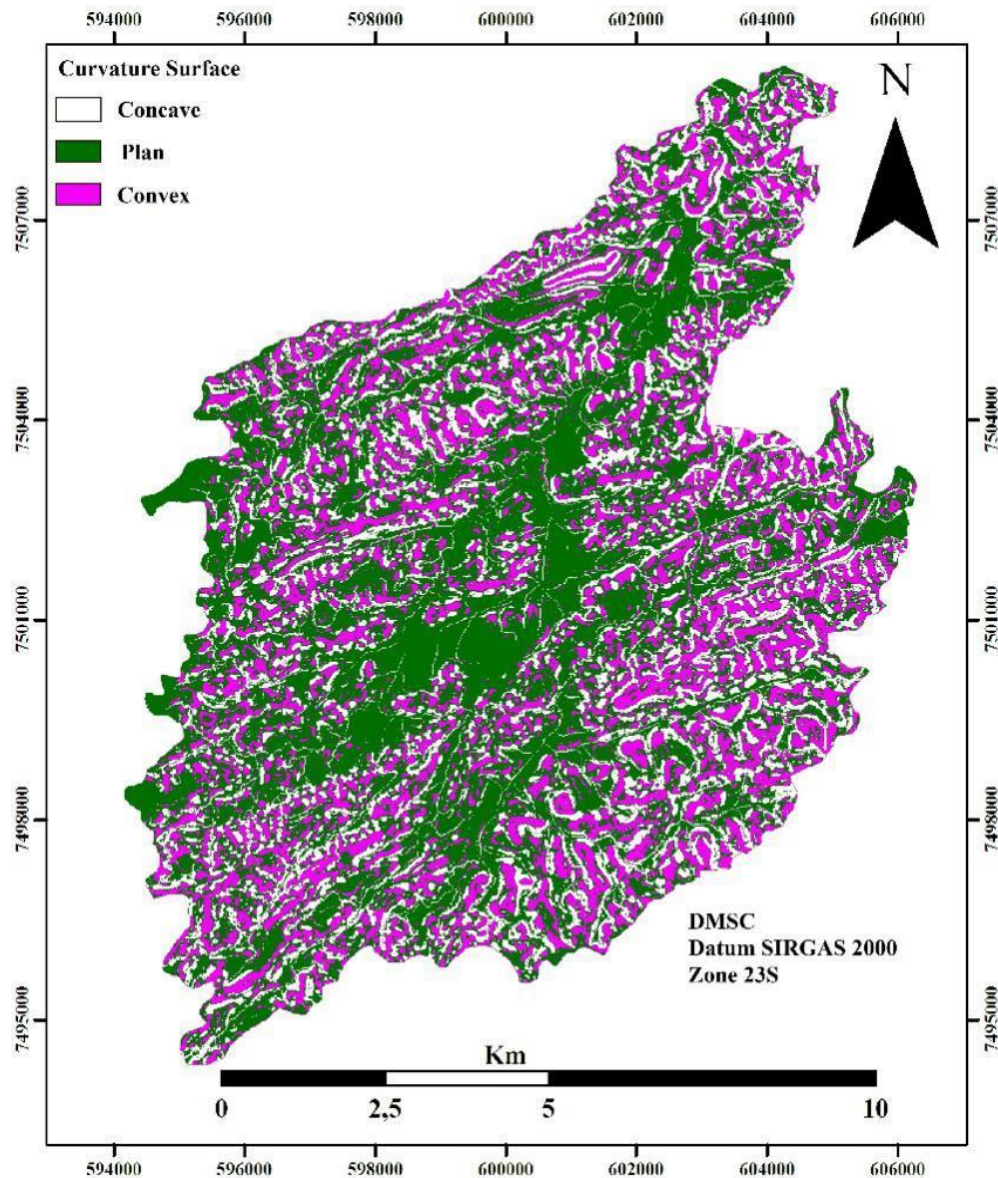 594000 596000 598000 600000 602000 604000 606000
Curvature Surface
Concave
Plan
Convex
N
7507000 7507000
7504000 7504000
7501000 7501000
7498000 7498000
DMSC
Datum SIRGAS 2000
Zone 23S
7495000 7495000
Km
0 2,5 5 10
594000 596000 598000 600000 602000 604000 606000